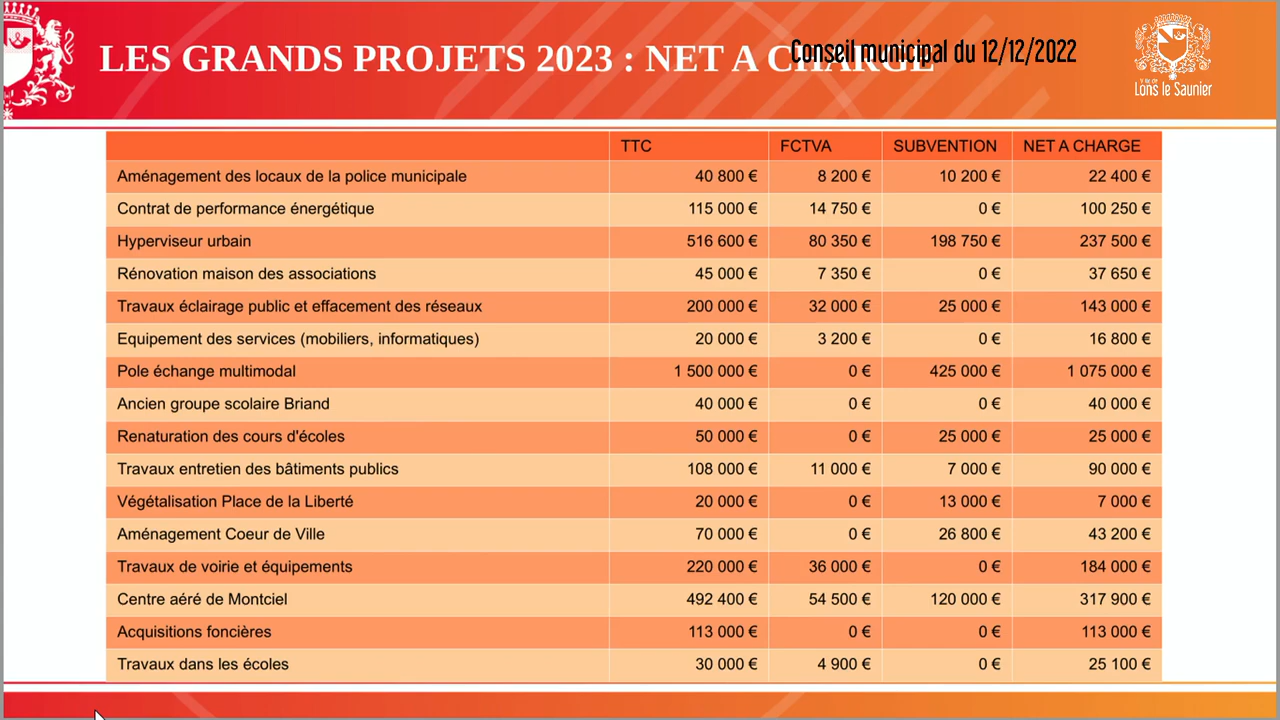 LES GRANDS PROJETS 2023 : NET A CHARGE
Conseil municipal du 12/12/2022
Ville de
Lons le Saunier
TTC FCTVA SUBVENTION NET A CHARGE
Aménagement des locaux de la police municipale 40 800 € 8 200 € 10 200 € 22 400 €
Contrat de performance énergétique 115 000 € 14 750 € 0 € 100 250 €
Hyperviseur urbain 516 600 € 80 350 € 198 750 € 237 500 €
Rénovation maison des associations 45 000 € 7 350 € 0 € 37 650 €
Travaux éclairage public et effacement des réseaux 200 000 € 32 000 € 25 000 € 143 000 €
Equipement des services (mobiliers, informatiques) 20 000 € 3 200 € 0 € 16 800 €
Pole échange multimodal 1 500 000 € 0 € 425 000 € 1 075 000 €
Ancien groupe scolaire Briand 40 000 € 0 € 0 € 40 000 €
Renaturation des cours d'écoles 50 000 € 0 € 25 000 € 25 000 €
Travaux entretien des bâtiments publics 108 000 € 11 000 € 7 000 € 90 000 €
Végétalisation Place de la Liberté 20 000 € 0 € 13 000 € 7 000 €
Aménagement Coeur de Ville 70 000 € 0 € 26 800 € 43 200 €
Travaux de voirie et équipements 220 000 € 36 000 € 0 € 184 000 €
Centre aéré de Montciel 492 400 € 54 500 € 120 000 € 317 900 €
Acquisitions foncières 113 000 € 0 € 0 € 113 000 €
Travaux dans les écoles 30 000 € 4 900 € 0 € 25 100 €